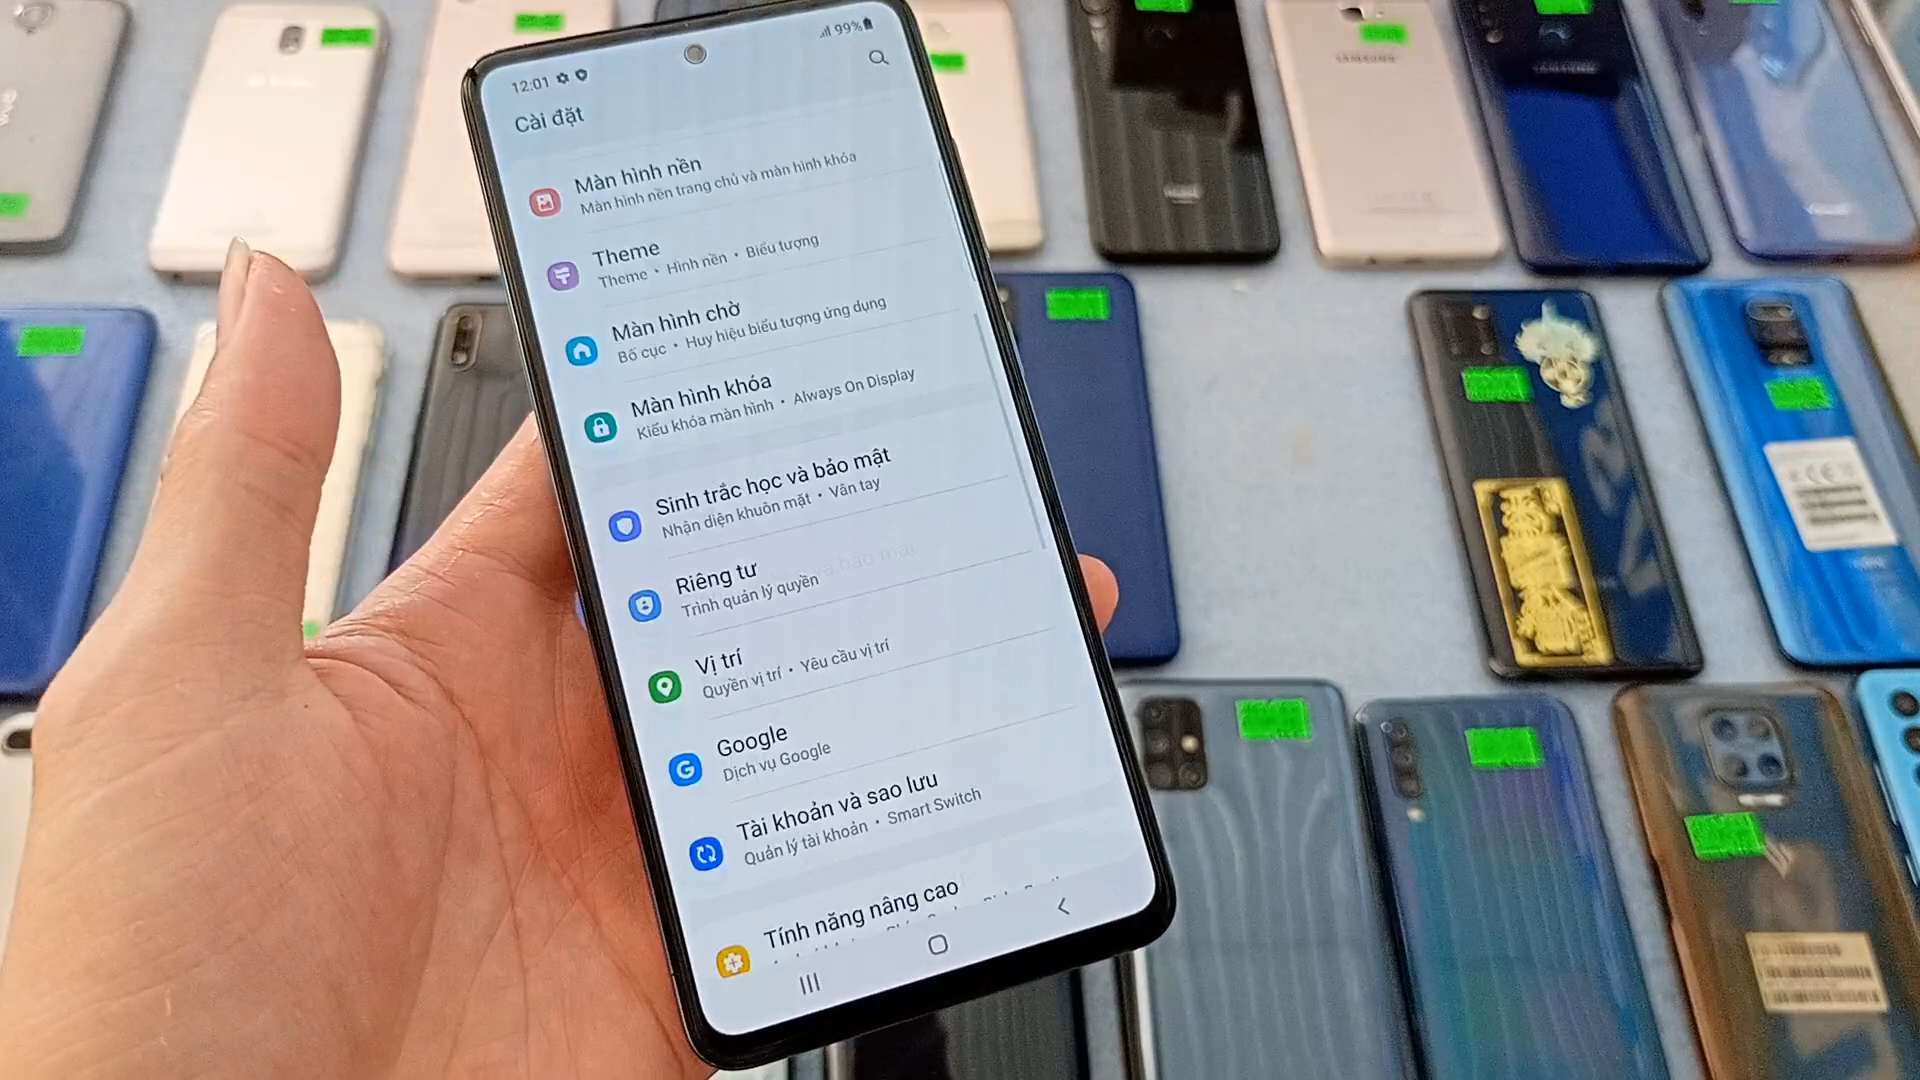 12:01
99%
Cài đặt
Màn hình nền
Màn hình nền trang chủ và màn hình khóa
Theme
Theme • Hình nền • Biểu tượng
Màn hình chờ
Bố cục • Huy hiệu biểu tượng ứng dụng
Màn hình khóa
Kiểu khóa màn hình • Always On Display
Sinh trắc học và bảo mật
Nhận diện khuôn mặt • Vân tay
Riêng tư
Trình quản lý quyền
Vị trí
Quyền vị trí • Yêu cầu vị trí
Google
Dịch vụ Google
Tài khoản và sao lưu
Quản lý tài khoản • Smart Switch
Tính năng nâng cao
SAMSUNG
SAMSUNG